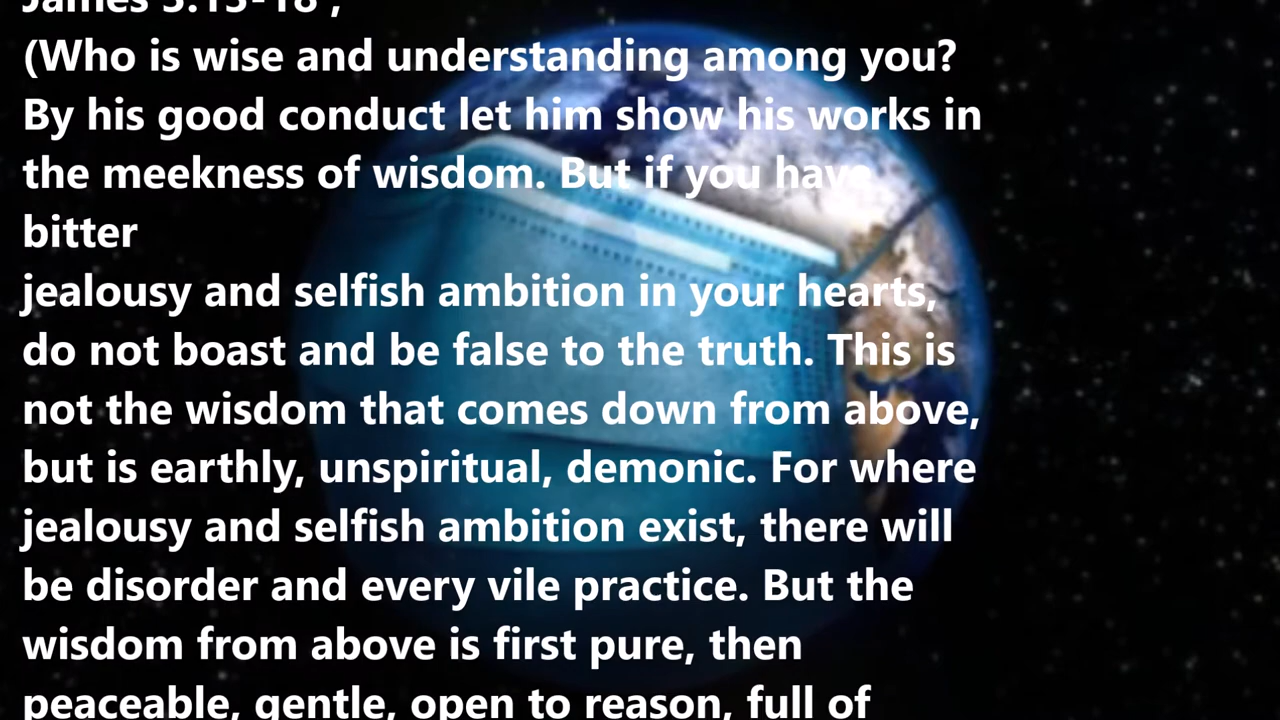 James 3:13-18 ,
(Who is wise and understanding among you?
By his good conduct let him show his works in
the meekness of wisdom. But if you have
bitter
jealousy and selfish ambition in your hearts,
do not boast and be false to the truth. This is
not the wisdom that comes down from above,
but is earthly, unspiritual, demonic. For where
jealousy and selfish ambition exist, there will
be disorder and every vile practice. But the
wisdom from above is first pure, then
peaceable, gentle, open to reason, full of